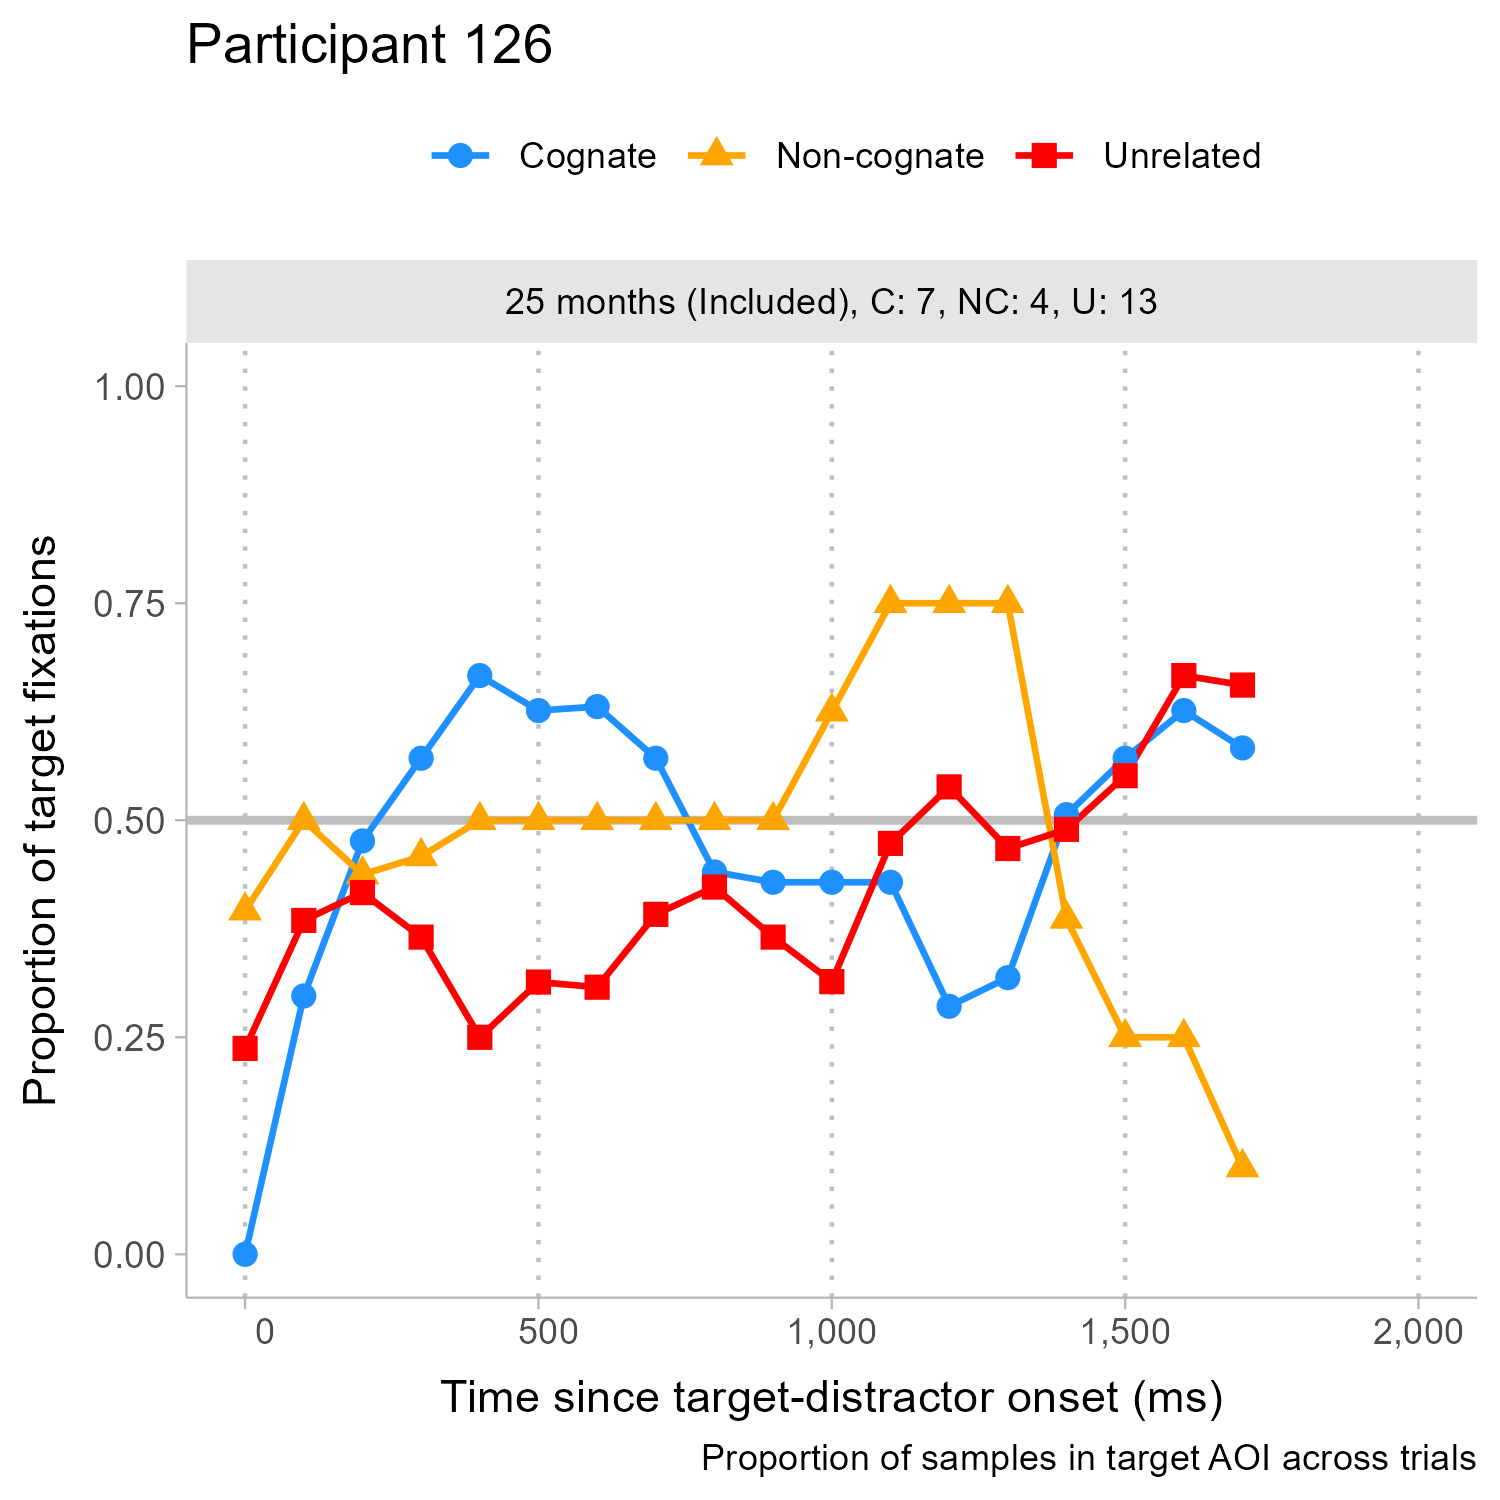 Participant 126
Cognate Non-cognate Unrelated
25 months (Included), C: 7, NC: 4, U: 13
1.00
0.75
0.50
0.25
0.00
Proportion of target fixations
0 500 1,000 1,500 2,000
Time since target-distractor onset (ms)
Proportion of samples in target AOI across trials